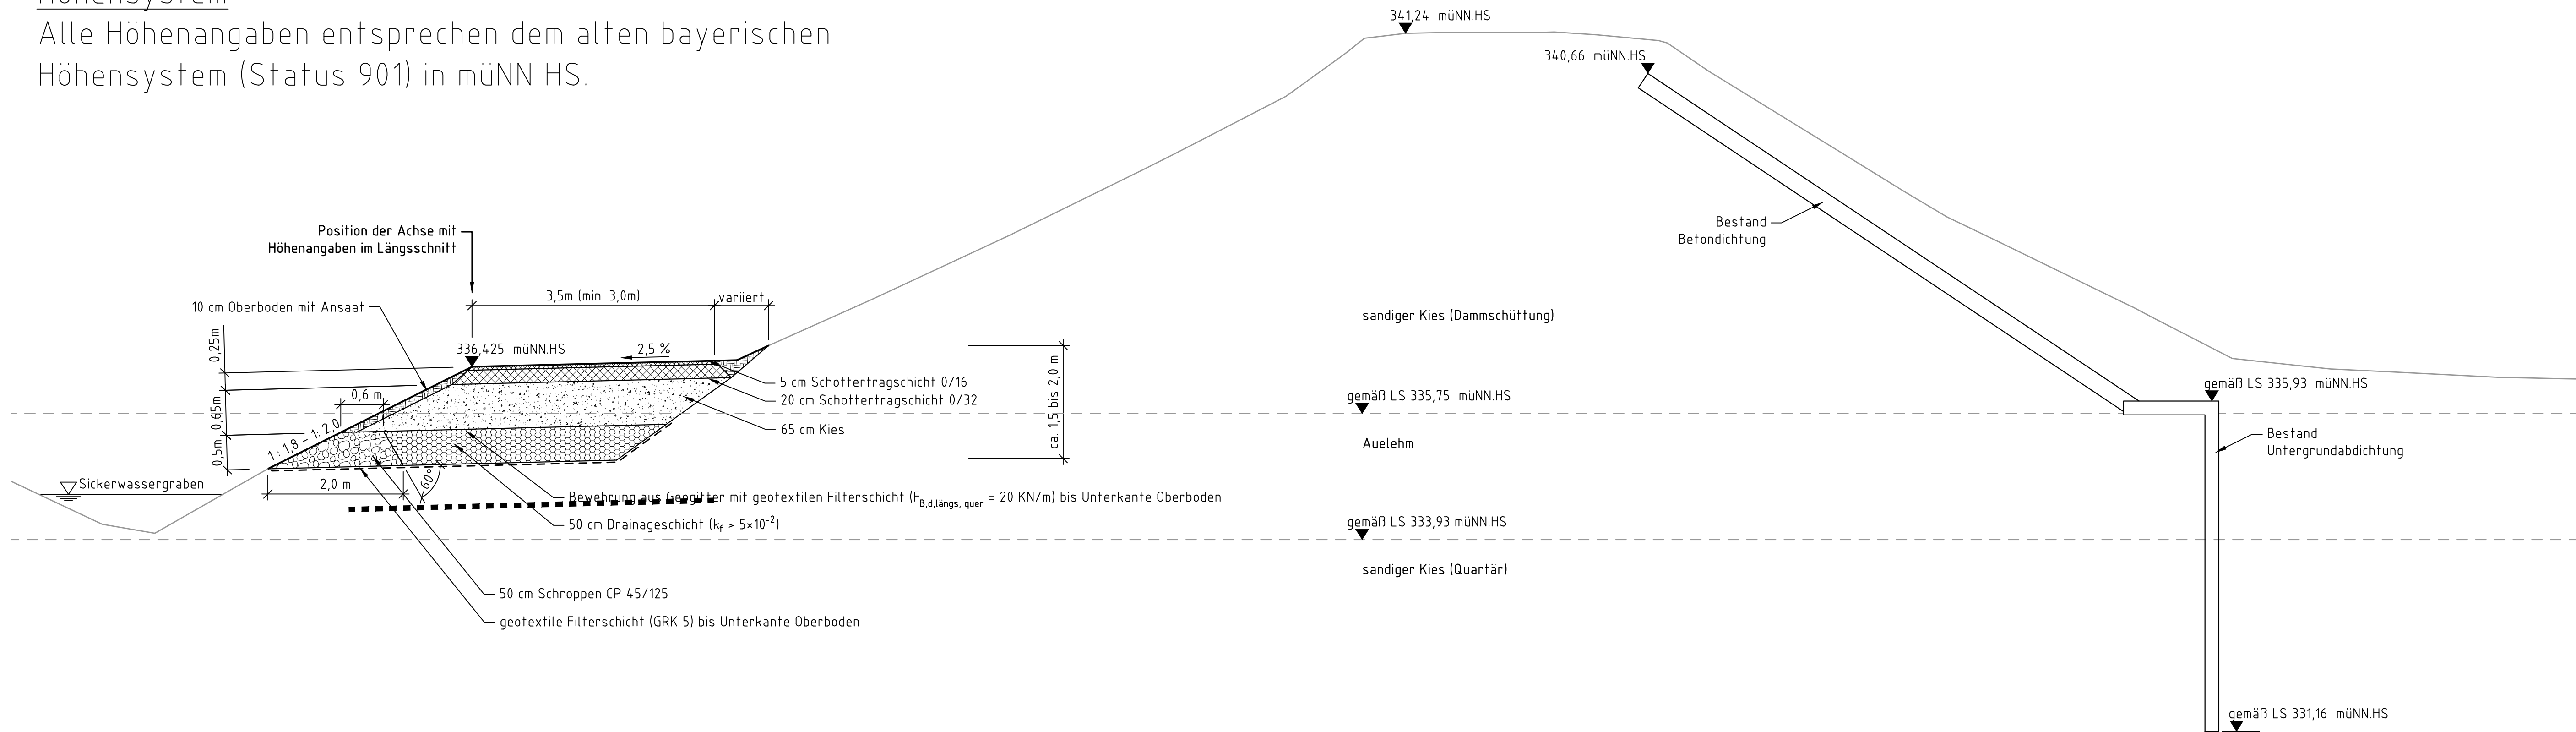 Höhensystem
Alle Höhenangaben entsprechen dem alten bayerischen
Höhensystem (Status 901) in müNN HS.
341,24 müNN.HS
340,66 müNN.HS
Position der Achse mit
Höhenangaben im Längsschnitt
Bestand
Betondichtung
10 cm Oberboden mit Ansaat
3,5m (min. 3,0m)
variiert
sandiger Kies (Dammschüttung)
0,25m
336,425 müNN.HS
2,5 %
5 cm Schottertragschicht 0/16
20 cm Schottertragschicht 0/32
65 cm Kies
ca. 1,5 bis 2,0 m
gemäß LS 335,75 müNN.HS
gemäß LS 335,93 müNN.HS
0,6 m
0,65m
1 : 1,8 - 1: 2,0
0,5m
Auelehm
Bestand
Untergrundabdichtung
Sickerwassergraben
2,0 m
60°
Bewehrung aus Geogitter mit geotextilen Filterschicht (FB,d,längs, quer = 20 KN/m) bis Unterkante Oberboden
50 cm Drainageschicht (kf > 5×10⁻²)
gemäß LS 333,93 müNN.HS
sandiger Kies (Quartär)
50 cm Schroppen CP 45/125
geotextile Filterschicht (GRK 5) bis Unterkante Oberboden
gemäß LS 331,16 müNN.HS